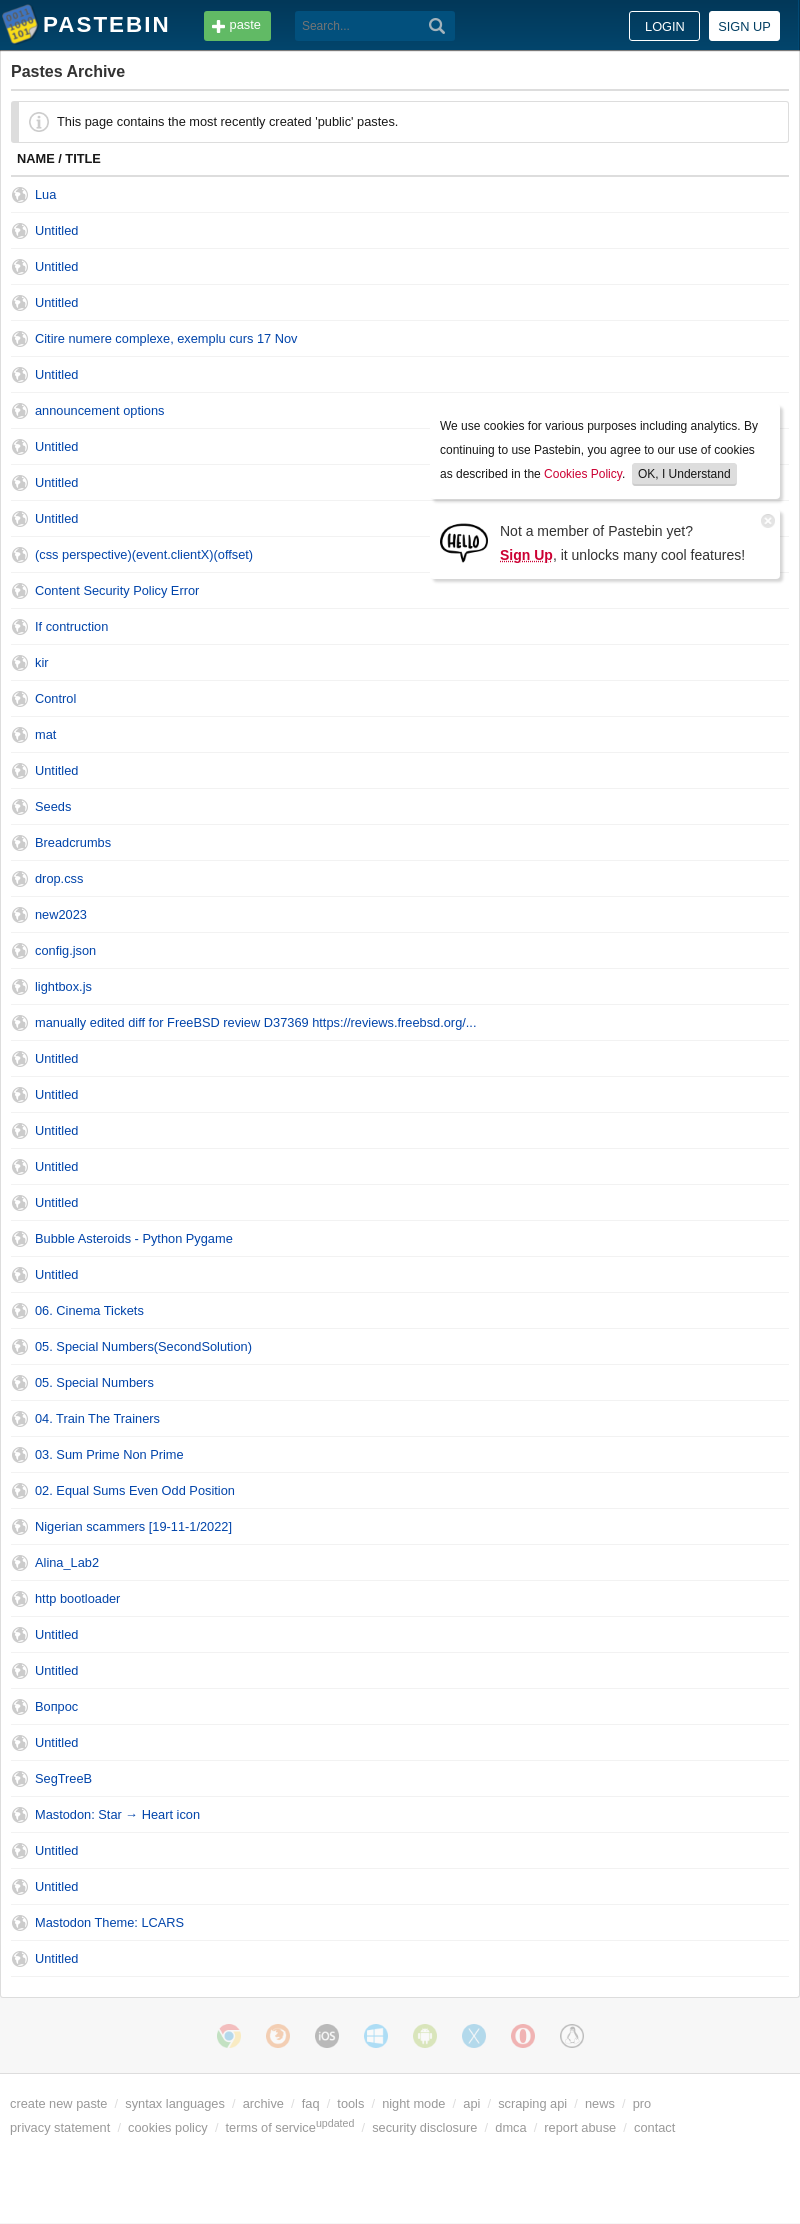 PASTEBIN
paste
Search...
LOGIN
SIGN UP
Pastes Archive
This page contains the most recently created 'public' pastes.
NAME / TITLE
Lua
Untitled
Untitled
Untitled
Citire numere complexe, exemplu curs 17 Nov
Untitled
announcement options
Untitled
Untitled
Untitled
(css perspective)(event.clientX)(offset)
We use cookies for various purposes including analytics. By
continuing to use Pastebin, you agree to our use of cookies
as described in the Cookies Policy. OK, I Understand
HELLO
Not a member of Pastebin yet?
Sign Up, it unlocks many cool features!
Content Security Policy Error
If contruction
kir
Control
mat
Untitled
Seeds
Breadcrumbs
drop.css
new2023
config.json
lightbox.js
manually edited diff for FreeBSD review D37369 https://reviews.freebsd.org/...
Untitled
Untitled
Untitled
Untitled
Untitled
Bubble Asteroids - Python Pygame
Untitled
06. Cinema Tickets
05. Special Numbers(SecondSolution)
05. Special Numbers
04. Train The Trainers
03. Sum Prime Non Prime
02. Equal Sums Even Odd Position
Nigerian scammers [19-11-1/2022]
Alina_Lab2
http bootloader
Untitled
Untitled
Вопрос
Untitled
SegTreeB
Mastodon: Star → Heart icon
Untitled
Untitled
Mastodon Theme: LCARS
Untitled
iOS
create new paste / syntax languages / archive / faq / tools / night mode / api / scraping api / news / pro
privacy statement / cookies policy / terms of service updated / security disclosure / dmca / report abuse / contact